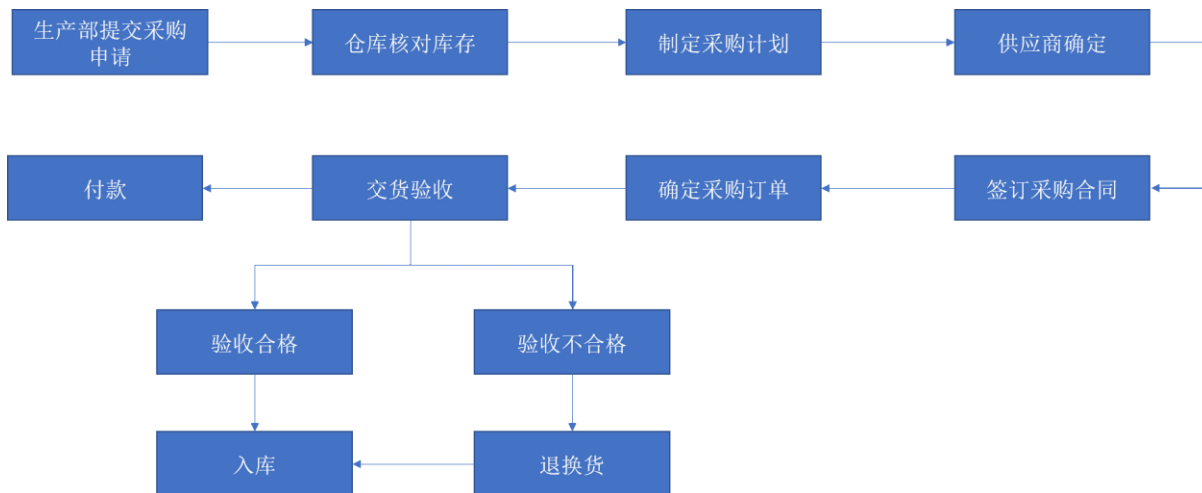 生产部提交采购
申请
仓库核对库存
制定采购计划
供应商确定
付款
交货验收
确定采购订单
签订采购合同
验收合格
验收不合格
入库
退换货